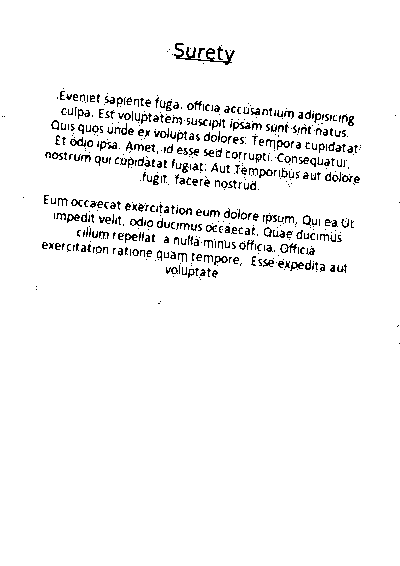 Surety
Eveniet sapiente fuga. officia accusantium adipisicing
culpa. Est voluptatem suscipit ipsam sunt sint natus.
Quis quos unde ex voluptas dolores. Tempora cupidatat
Et odio ipsa. Amet, id esse sed corrupti. Consequatur,
nostrum qui cupidatat fugiat. Aut Temporibus aut dolore
fugit, facere nostrud.
Eum occaecat exercitation eum dolore ipsum, Qui ea Ut
impedit velit, odio ducimus occaecat. Quae ducimus
cillum repellat a nulla minus officia. Officia
exercitation ratione quam tempore, Esse expedita aut
voluptate